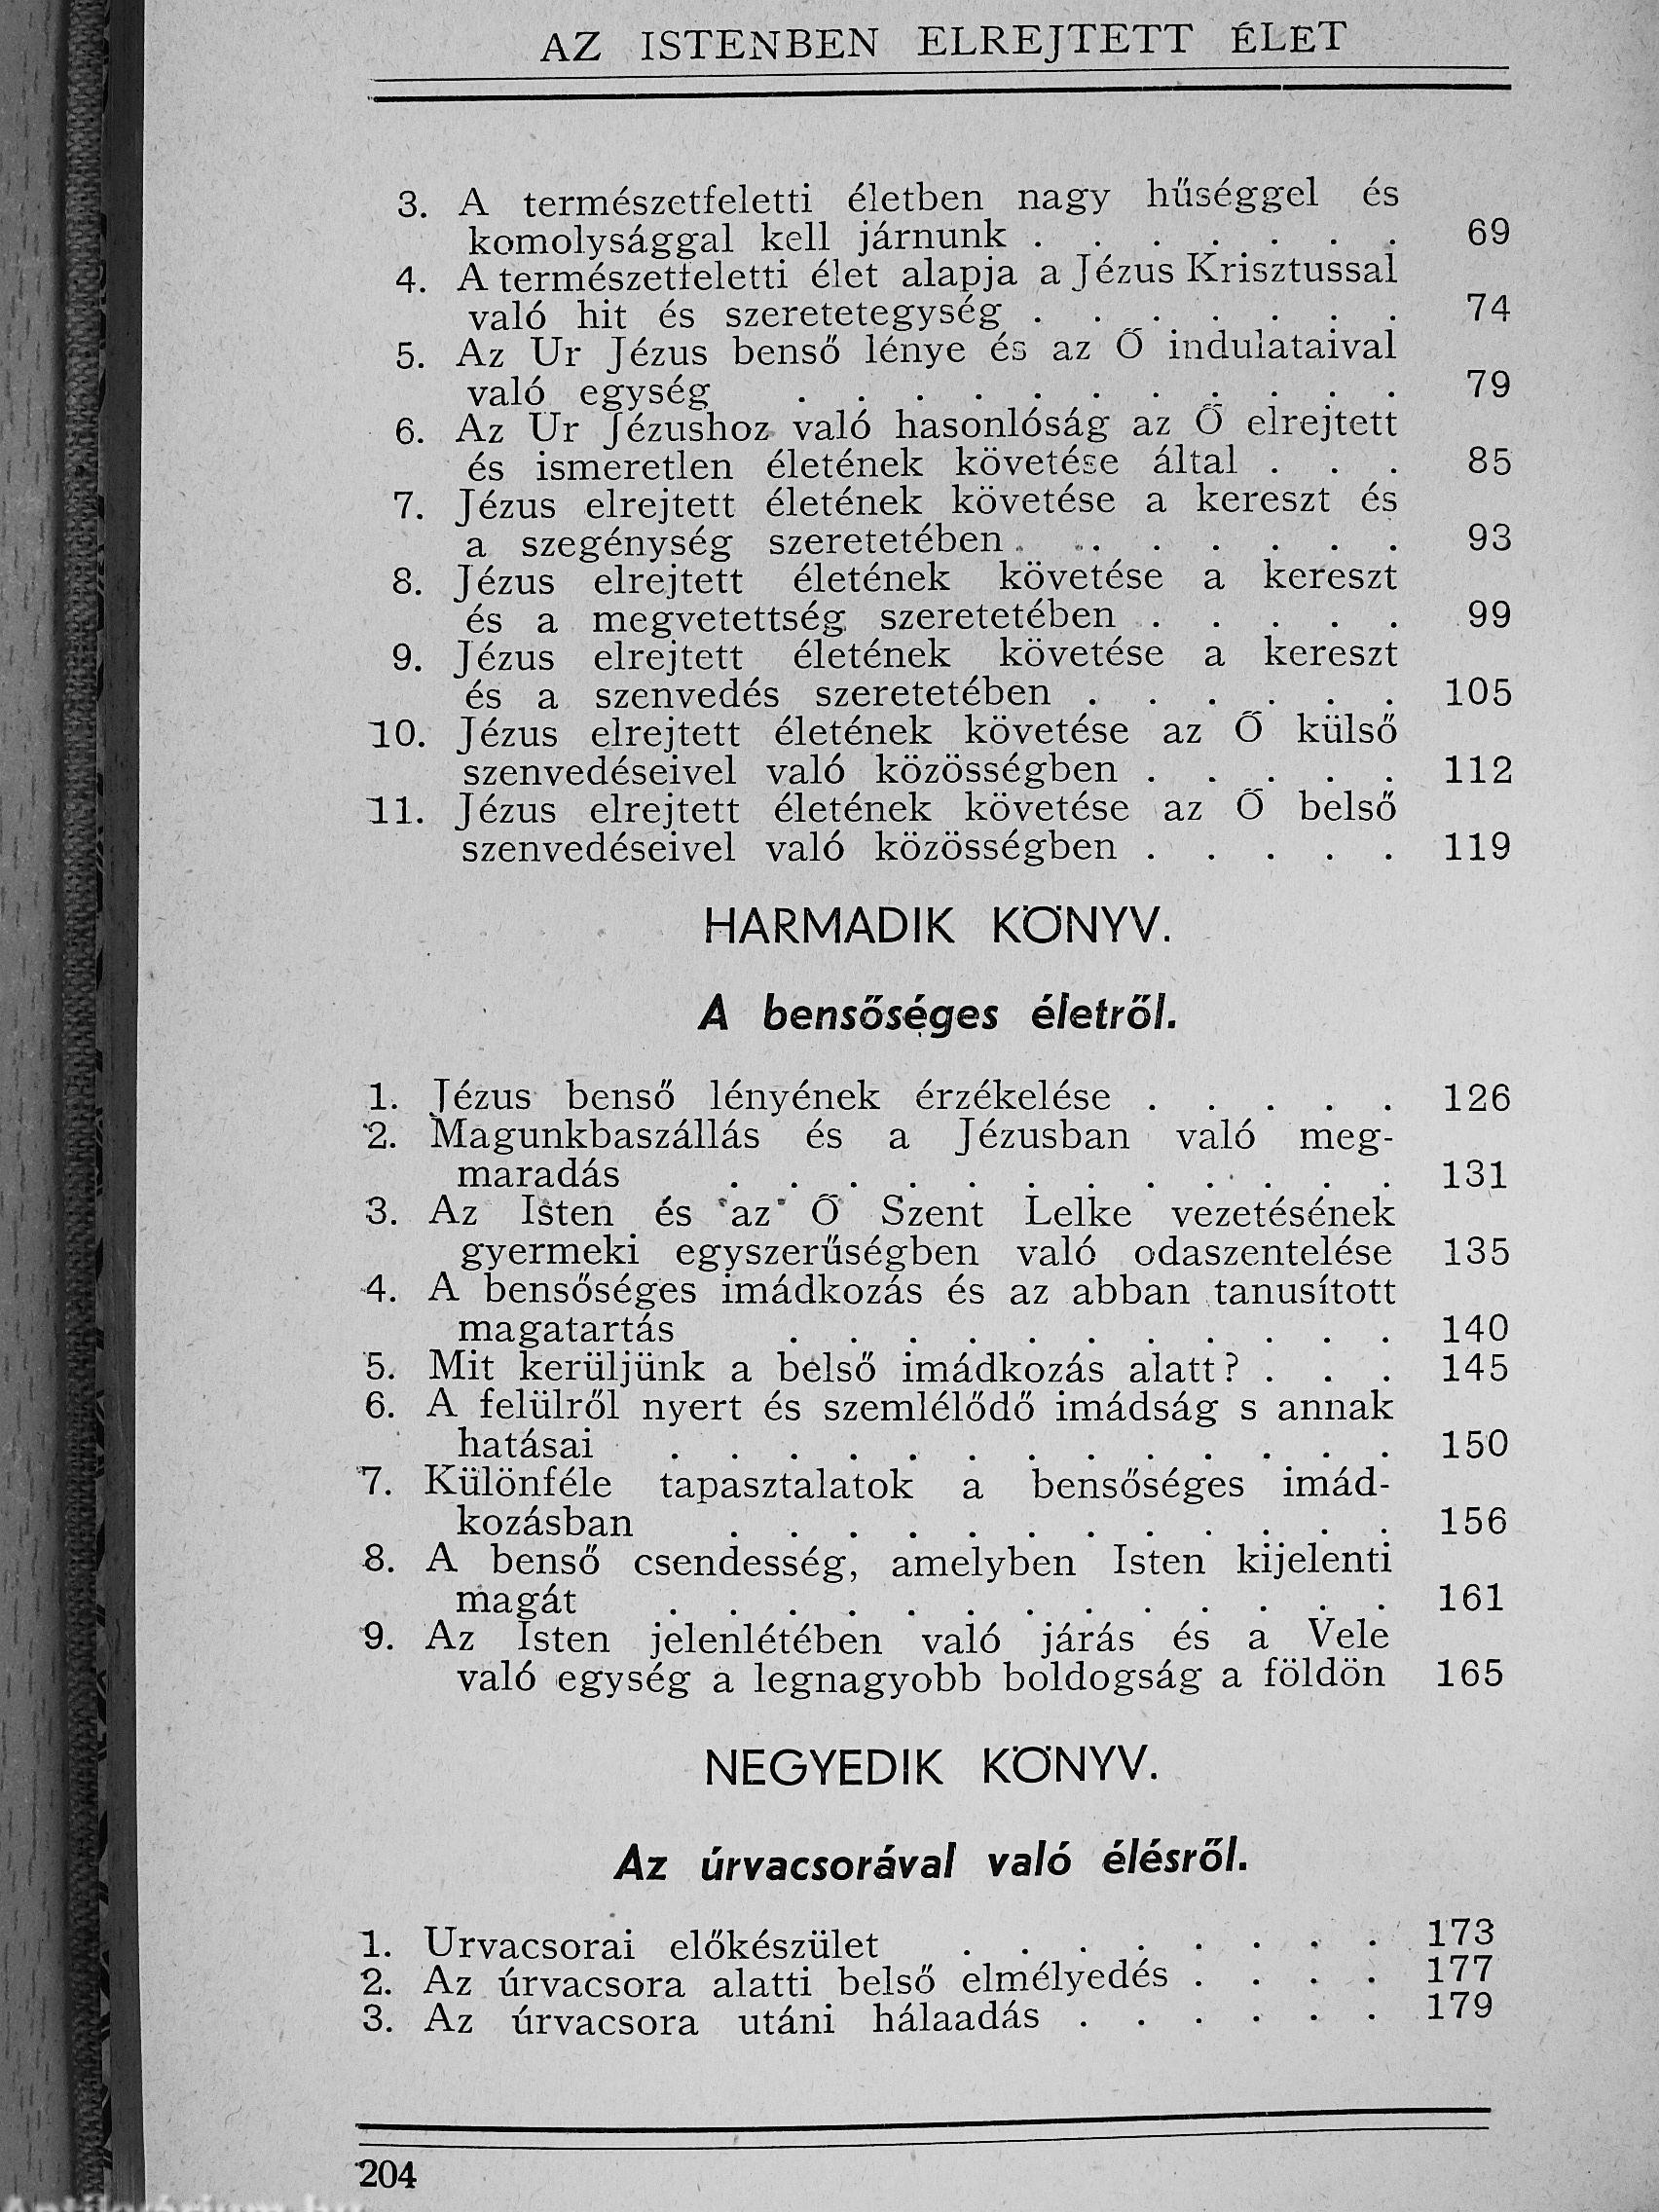 AZ ISTENBEN ELREJTETT ÉLET
3. A természetfeletti életben nagy hűséggel és
komolysággal kell járnunk . . . . . . . 69
4. A természetfeletti élet alapja a Jézus Krisztussal
való hit és szeretetegység . . . . . . . 74
5. Az Ur Jézus benső lénye és az Ő indulataival
való egység . . . . . . . . . . . 79
6. Az Ur Jézushoz való hasonlóság az Ő elrejtett
és ismeretlen életének követése által . . . 85
7. Jézus elrejtett életének követése a kereszt és
a szegénység szeretetében . . . . . . . 93
8. Jézus elrejtett életének követése a kereszt
és a megvetettség szeretetében . . . . . 99
9. Jézus elrejtett életének követése a kereszt
és a szenvedés szeretetében . . . . . . 105
10. Jézus elrejtett életének követése az Ő külső
szenvedéseivel való közösségben . . . . . 112
11. Jézus elrejtett életének követése az Ő belső
szenvedéseivel való közösségben . . . . . 119
HARMADIK KÖNYV.
A bensőséges életről.
1. Jézus benső lényének érzékelése . . . . . 126
2. Magunkbaszállás és a Jézusban való meg-
maradás . . . . . . . . . . . . 131
3. Az Isten és az Ő Szent Lelke vezetésének
gyermeki egyszerűségben való odaszentelése 135
4. A bensőséges imádkozás és az abban tanusított
magatartás . . . . . . . . . . . 140
5. Mit kerüljünk a belső imádkozás alatt? . . . 145
6. A felülről nyert és szemlélődő imádság s annak
hatásai . . . . . . . . . . . . . 150
7. Különféle tapasztalatok a bensőséges imád-
kozásban . . . . . . . . . . . . 156
8. A benső csendesség, amelyben Isten kijelenti
magát . . . . . . . . . . . . . 161
9. Az Isten jelenlétében való járás és a Vele
való egység a legnagyobb boldogság a földön 165
NEGYEDIK KÖNYV.
Az úrvacsorával való élésről.
1. Urvacsorai előkészület . . . . . . . . 173
2. Az úrvacsora alatti belső elmélyedés . . . . 177
3. Az úrvacsora utáni hálaadás . . . . . . 179
204